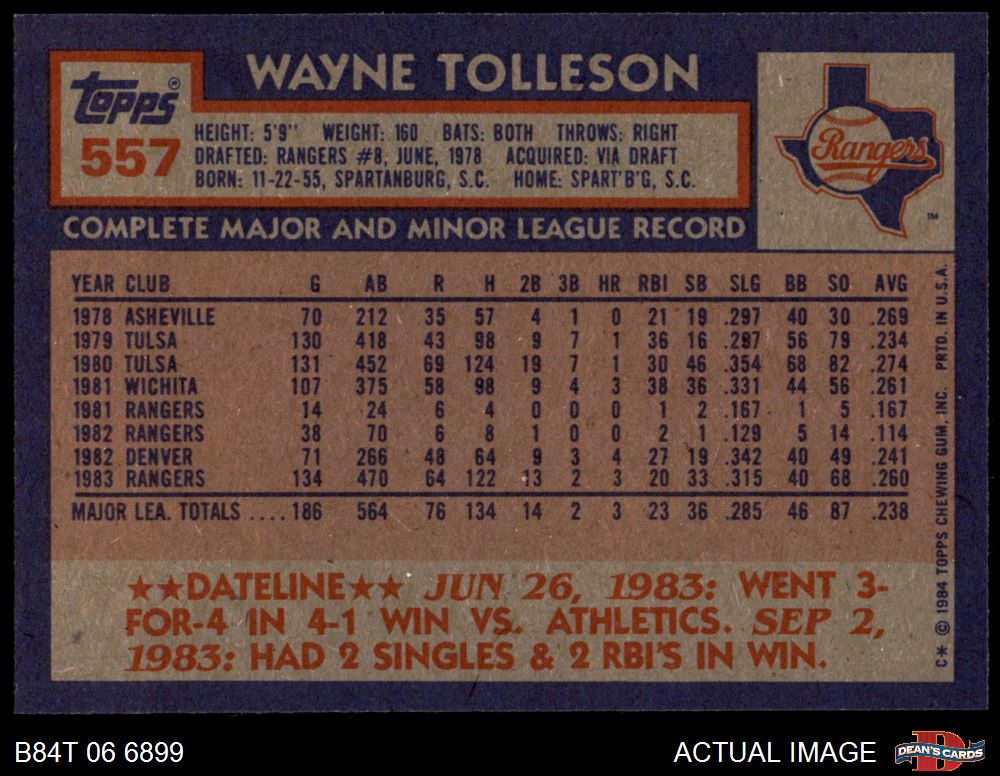 Topps ®
557
WAYNE TOLLESON
HEIGHT: 5'9" WEIGHT: 160 BATS: BOTH THROWS: RIGHT
DRAFTED: RANGERS #8, JUNE, 1978 ACQUIRED: VIA DRAFT
BORN: 11-22-55, SPARTANBURG, S.C. HOME: SPART'B'G, S.C.
Rangers
TM
COMPLETE MAJOR AND MINOR LEAGUE RECORD
YEAR CLUB G AB R H 2B 3B HR RBI SB SLG BB SO AVG
1978 ASHEVILLE 70 212 35 57 4 1 0 21 19 .297 40 30 .269
1979 TULSA 130 418 43 98 9 7 1 36 16 .297 56 79 .234
1980 TULSA 131 452 69 124 19 7 1 30 46 .354 68 82 .274
1981 WICHITA 107 375 58 98 9 4 3 38 36 .331 44 56 .261
1981 RANGERS 14 24 6 4 0 0 0 1 2 .167 1 5 .167
1982 RANGERS 38 70 6 8 1 0 0 2 1 .129 5 14 .114
1982 DENVER 71 266 48 64 9 3 4 27 19 .342 40 49 .241
1983 RANGERS 134 470 64 122 13 2 3 20 33 .315 40 68 .260
MAJOR LEA. TOTALS .... 186 564 76 134 14 2 3 23 36 .285 46 87 .238
★★DATELINE★★ JUN 26, 1983: WENT 3-
FOR-4 IN 4-1 WIN VS. ATHLETICS. SEP 2,
1983: HAD 2 SINGLES & 2 RBI'S IN WIN.
C* © 1984 TOPPS CHEWING GUM, INC. PRTD. IN U.S.A.
B84T 06 6899
ACTUAL IMAGE
D
DEAN'S CARDS